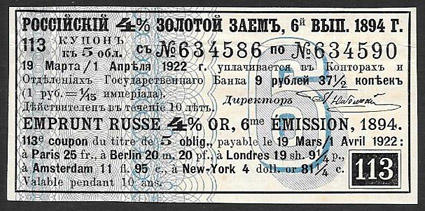 РОССІЙСКІЙ 4% ЗОЛОТОЙ ЗАЕМЪ, 6й ВЫП. 1894 Г.
113 КУПОНЪ къ 5 обл. съ №634586 по №634590
19 Марта/1 Апрѣля 1922 г. уплачивается въ Конторахъ и
Отдѣленіяхъ Государственнаго Банка 9 рублей 37½ копѣекъ
1 руб. = 1/15 имперіала.
Дѣйствителенъ въ теченіе 10 лѣтъ. Директоръ
EMPRUNT RUSSE 4% OR, 6me ÉMISSION, 1894.
113e coupon du titre de 5 oblig., payable le 19 Mars/1 Avril 1922:
à Paris 25 fr., à Berlin 20 m. 20 pf., à Londres 19 sh. 9¼ p.,
à Amsterdam 11 fl. 95 c., à New-York 4 doll. or 81¼ c.
Valable pendant 10 ans. 113